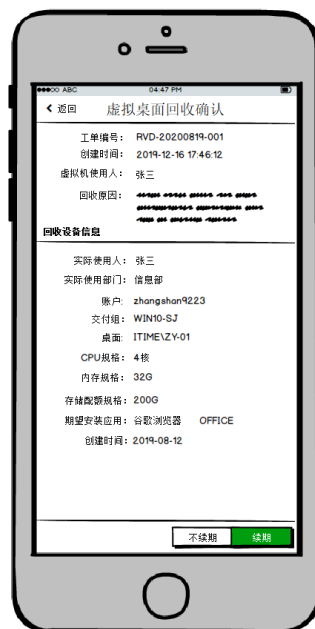 ABC 04:47 PM
返回 虚拟桌面回收确认
工单编号： RVD-20200819-001
创建时间： 2019-12-16 17:46:12
虚拟机使用人： 张三
回收原因：
回收设备信息
实际使用人： 张三
实际使用部门： 信息部
账户: zhangshan9223
交付组： WIN10-SJ
桌面： ITIME\ZY-01
CPU规格： 4核
内存规格： 32G
存储配额规格： 200G
期望安装应用： 谷歌浏览器 OFFICE
创建时间： 2019-08-12
不续期 续期